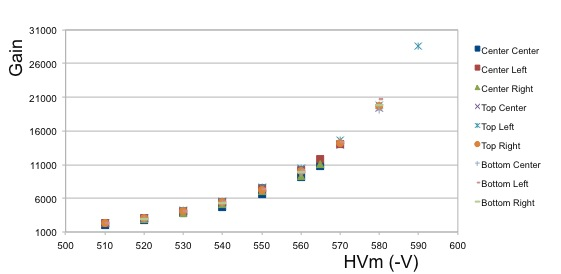 Gain
31000
26000
21000
16000
11000
6000
1000
500 510 520 530 540 550 560 570 580 590 600
HVm (-V)
Center Center
Center Left
Center Right
Top Center
Top Left
Top Right
Bottom Center
Bottom Left
Bottom Right